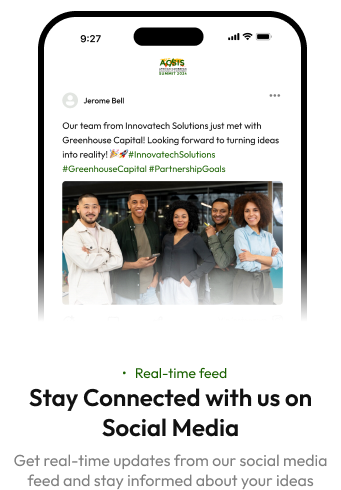 9:27
SUMMIT 2024
Jerome Bell
Our team from Innovatech Solutions just met with
Greenhouse Capital! Looking forward to turning ideas
into reality! 🎉🚀#InnovatechSolutions
#GreenhouseCapital #PartnershipGoals
• Real-time feed
Stay Connected with us on
Social Media
Get real-time updates from our social media
feed and stay informed about your ideas